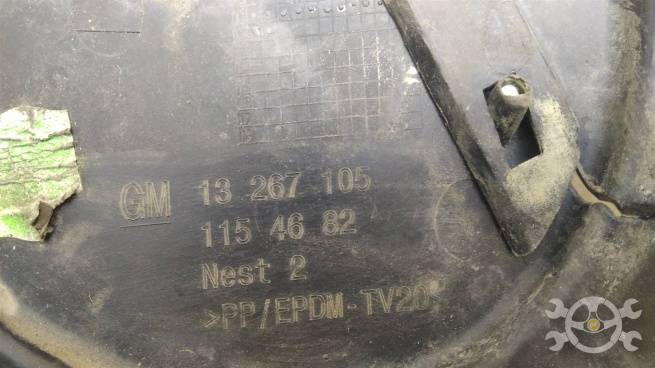 GM 13 267 105
115 46 82
Nest 2
>PP/EPDM-TV20<